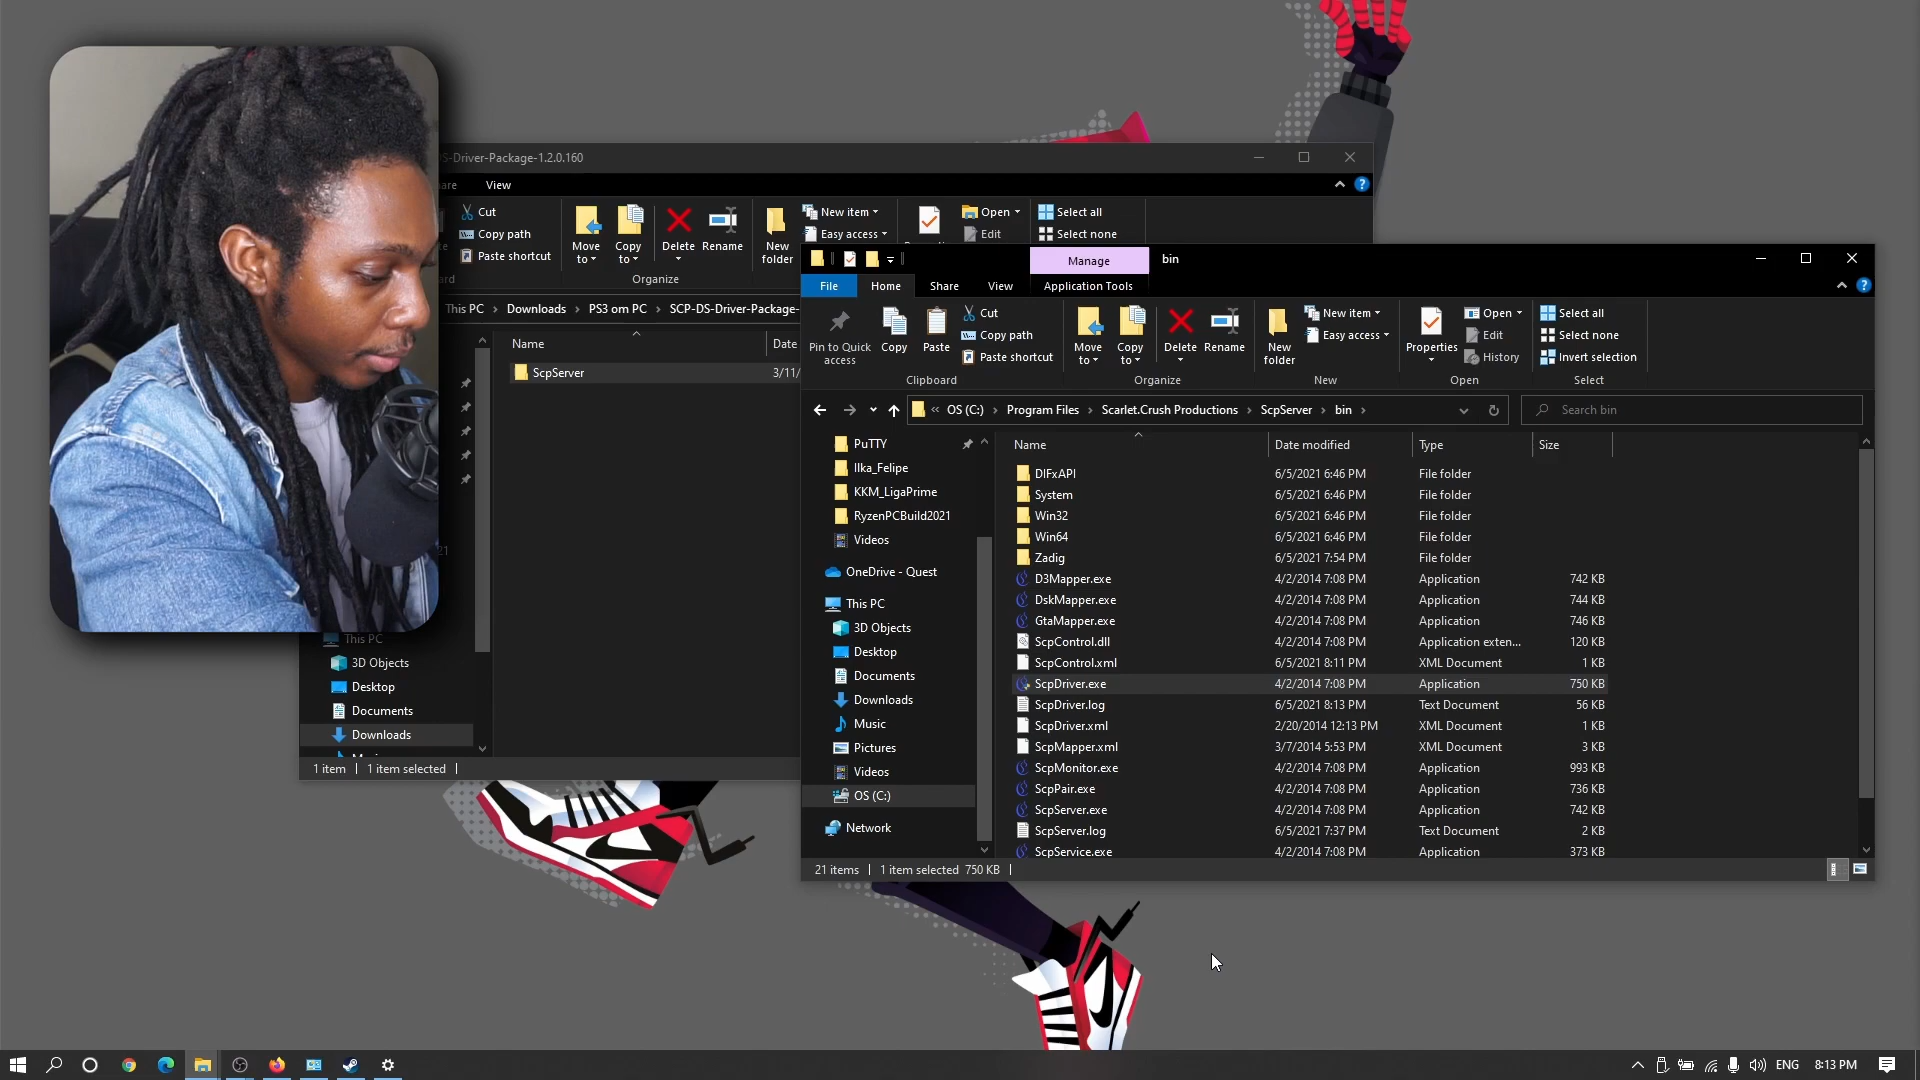 S-Driver-Package-1.2.0.160
are View
Cut
Copy path
Paste shortcut
Move to
Copy to
Delete
Rename
New folder
New item
Easy access
Open
Edit
Select all
Select none
Organize
This PC Downloads PS3 om PC SCP-DS-Driver-Package-
Name Date
ScpServer 3/11/
This PC
3D Objects
Desktop
Documents
Downloads
1 item 1 item selected
Manage bin
File Home Share View Application Tools
Pin to Quick access
Copy
Paste
Cut
Copy path
Paste shortcut
Move to
Copy to
Delete
Rename
New folder
New item
Easy access
Properties
Open
Edit
History
Select all
Select none
Invert selection
Clipboard Organize New Open Select
« OS (C:) Program Files Scarlet.Crush Productions ScpServer bin
Search bin
PuTTY
Ilka_Felipe
KKM_LigaPrime
RyzenPCBuild2021
Videos
OneDrive - Quest
This PC
3D Objects
Desktop
Documents
Downloads
Music
Pictures
Videos
OS (C:)
Network
Name Date modified Type Size
DIFxAPI 6/5/2021 6:46 PM File folder
System 6/5/2021 6:46 PM File folder
Win32 6/5/2021 6:46 PM File folder
Win64 6/5/2021 6:46 PM File folder
Zadig 6/5/2021 7:54 PM File folder
D3Mapper.exe 4/2/2014 7:08 PM Application 742 KB
DskMapper.exe 4/2/2014 7:08 PM Application 744 KB
GtaMapper.exe 4/2/2014 7:08 PM Application 746 KB
ScpControl.dll 4/2/2014 7:08 PM Application exten... 120 KB
ScpControl.xml 6/5/2021 8:11 PM XML Document 1 KB
ScpDriver.exe 4/2/2014 7:08 PM Application 750 KB
ScpDriver.log 6/5/2021 8:13 PM Text Document 56 KB
ScpDriver.xml 2/20/2014 12:13 PM XML Document 1 KB
ScpMapper.xml 3/7/2014 5:53 PM XML Document 3 KB
ScpMonitor.exe 4/2/2014 7:08 PM Application 993 KB
ScpPair.exe 4/2/2014 7:08 PM Application 736 KB
ScpServer.exe 4/2/2014 7:08 PM Application 742 KB
ScpServer.log 6/5/2021 7:37 PM Text Document 2 KB
ScpService.exe 4/2/2014 7:08 PM Application 373 KB
21 items 1 item selected 750 KB
ENG 8:13 PM